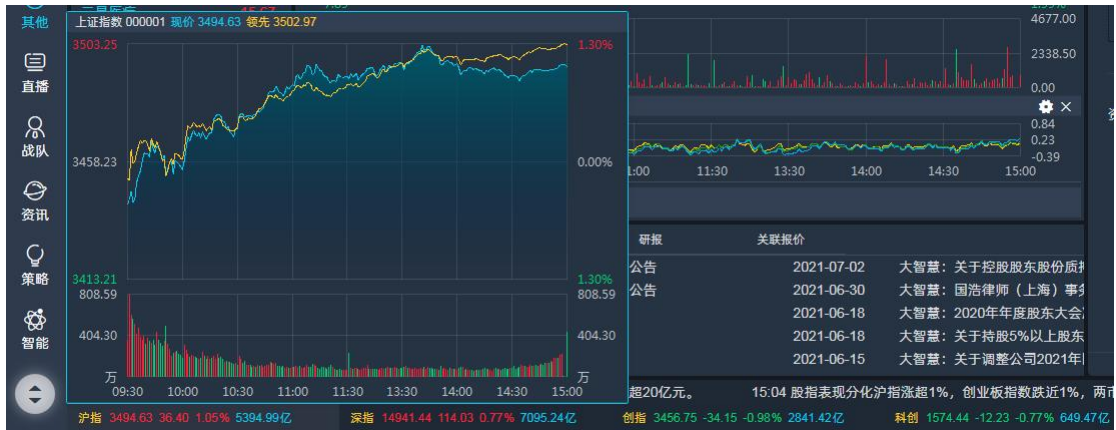 其他
直播
战队
资讯
策略
智能
上证指数 000001 现价 3494.63 领先 3502.97
3503.25 1.30%
3458.23 0.00%
3413.21 1.30%
808.59 808.59
404.30 404.30
万 万
09:30 10:00 10:30 11:00 11:30 13:30 14:00 14:30 15:00
4677.00
2338.50
0.00
0.84
0.23
-0.39
11:30 13:30 14:00 14:30 15:00
研报 关联报价
公告 2021-07-02 大智慧：关于控股股东股份质押
公告 2021-06-30 大智慧：国浩律师（上海）事务
2021-06-18 大智慧：2020年年度股东大会
2021-06-18 大智慧：关于持股5%以上股东
2021-06-15 大智慧：关于调整公司2021年
超20亿元。 15:04 股指表现分化沪指涨超1%，创业板指数跌近1%，两市
沪指 3494.63 36.40 1.05% 5394.99亿 深指 14941.44 114.03 0.77% 7095.24亿 创指 3456.75 -34.15 -0.98% 2841.42亿 科创 1574.44 -12.23 -0.77% 649.47亿